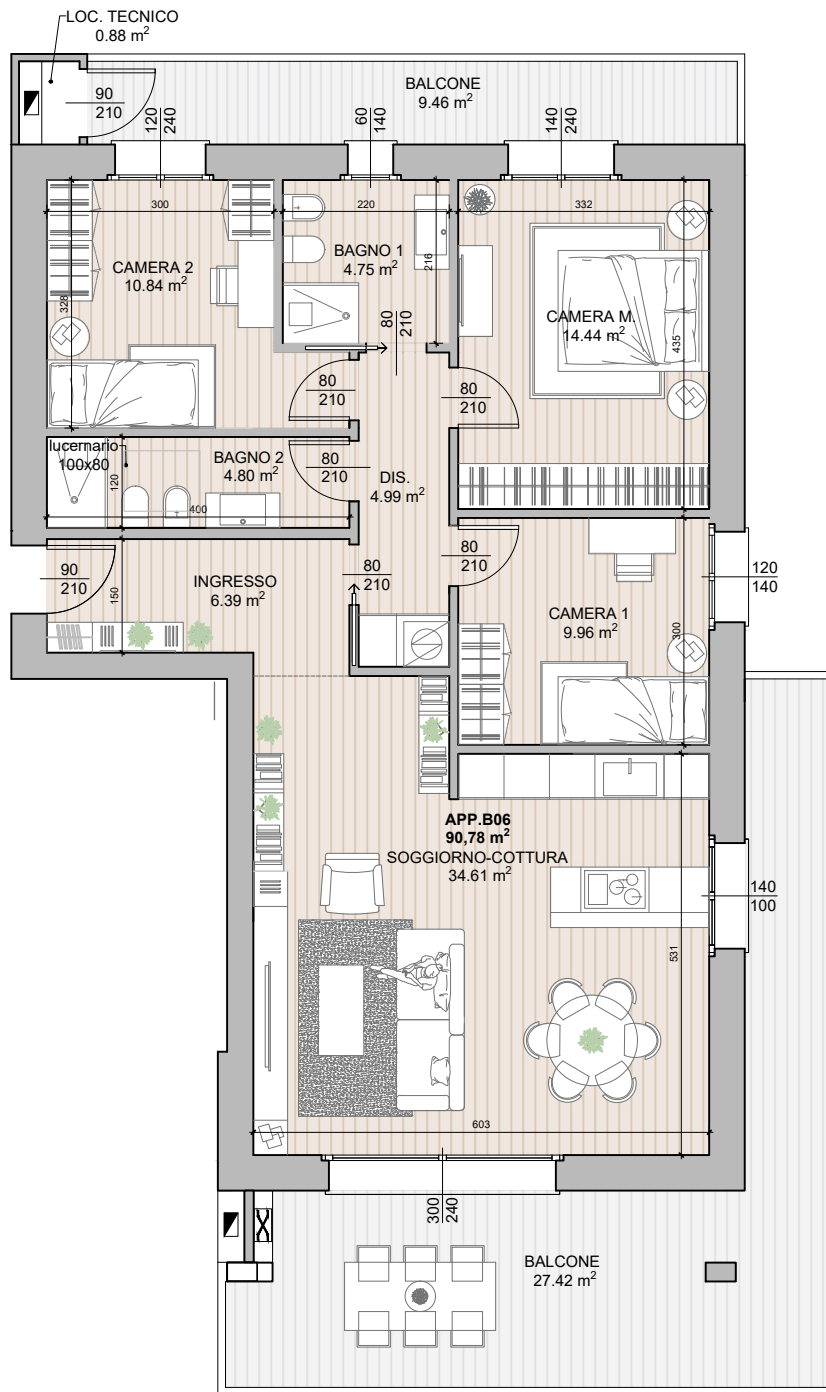 LOC. TECNICO
0.88 m²
90
210
BALCONE
9.46 m²
120
240
60
140
140
240
300
220
332
CAMERA 2
10.84 m²
328
BAGNO 1
4.75 m²
216
80
210
CAMERA M.
14.44 m²
435
80
210
80
210
lucernario
100x80
120
BAGNO 2
4.80 m²
400
80
210
DIS.
4.99 m²
90
210
150
INGRESSO
6.39 m²
80
210
80
210
CAMERA 1
9.96 m²
300
120
140
APP.B06
90,78 m²
SOGGIORNO-COTTURA
34.61 m²
140
100
531
603
300
240
BALCONE
27.42 m²